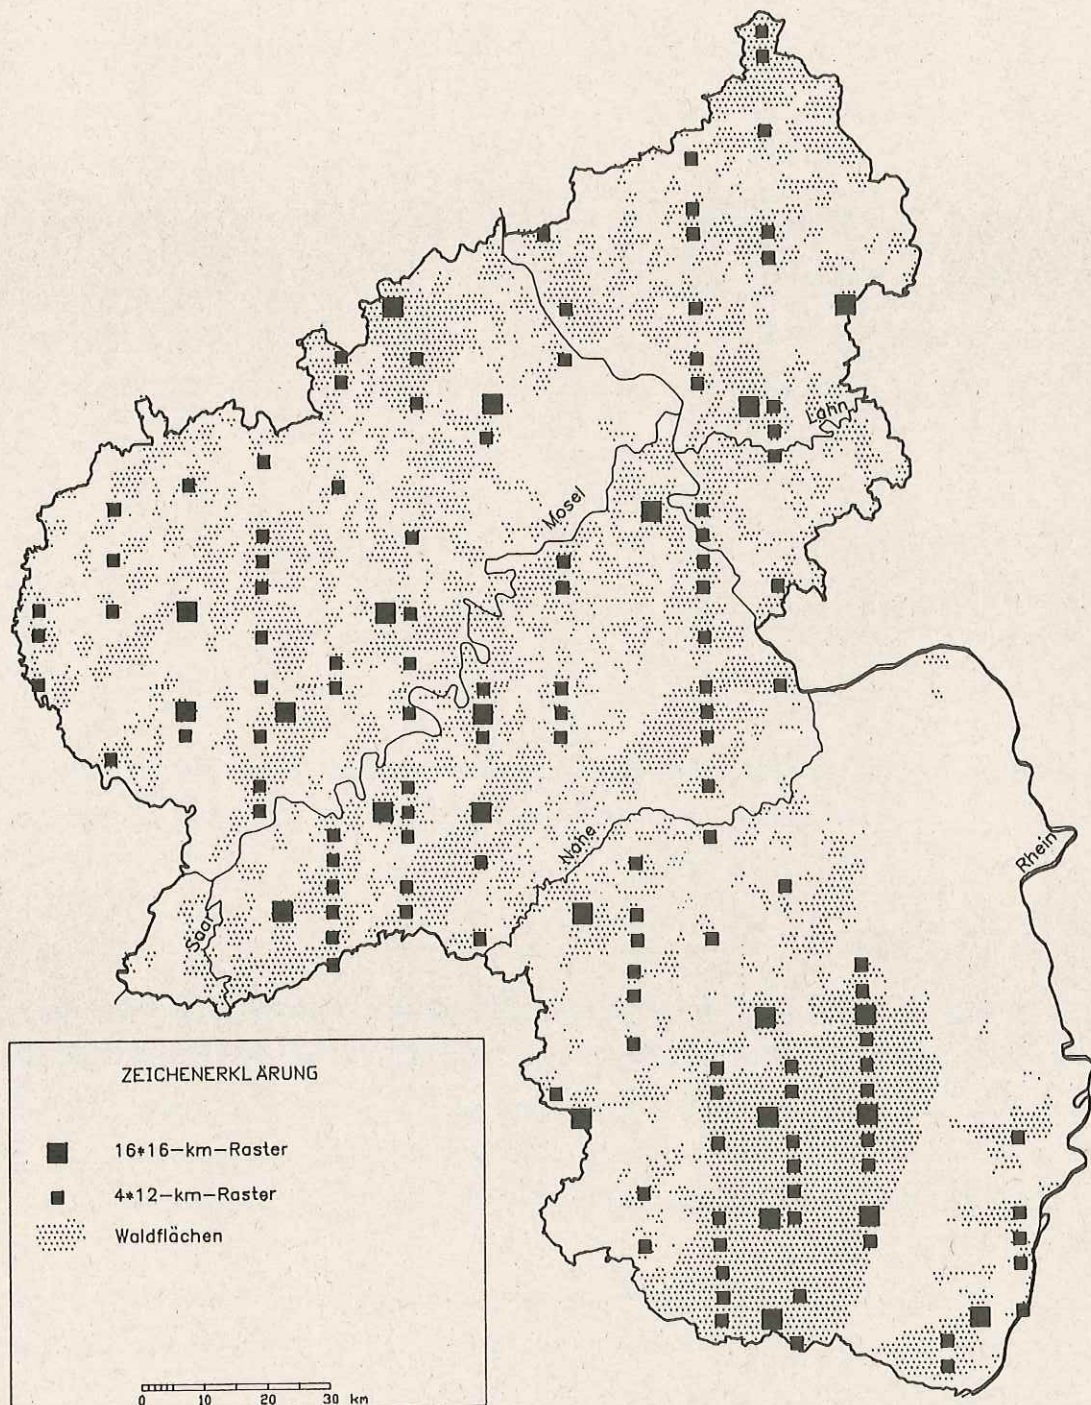 Lahn
Mosel
Nahe
Rhein
Saar
ZEICHENERKLÄRUNG
16*16-km-Raster
4*12-km-Raster
Waldflächen
0 10 20 30 km